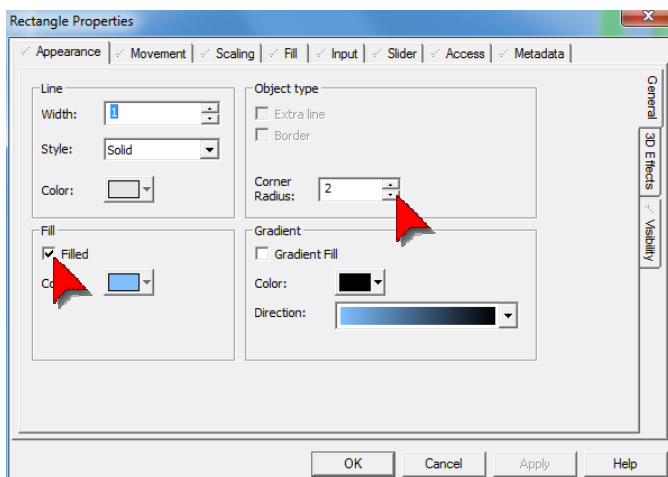 Rectangle Properties
Appearance Movement Scaling Fill Input Slider Access Metadata
General
3D Effects
Visibility
Line
Width: 1
Style: Solid
Color:
Object type
Extra line
Border
Corner
Radius: 2
Fill
Filled
Gradient
Gradient Fill
Color:
Direction:
OK Cancel Apply Help